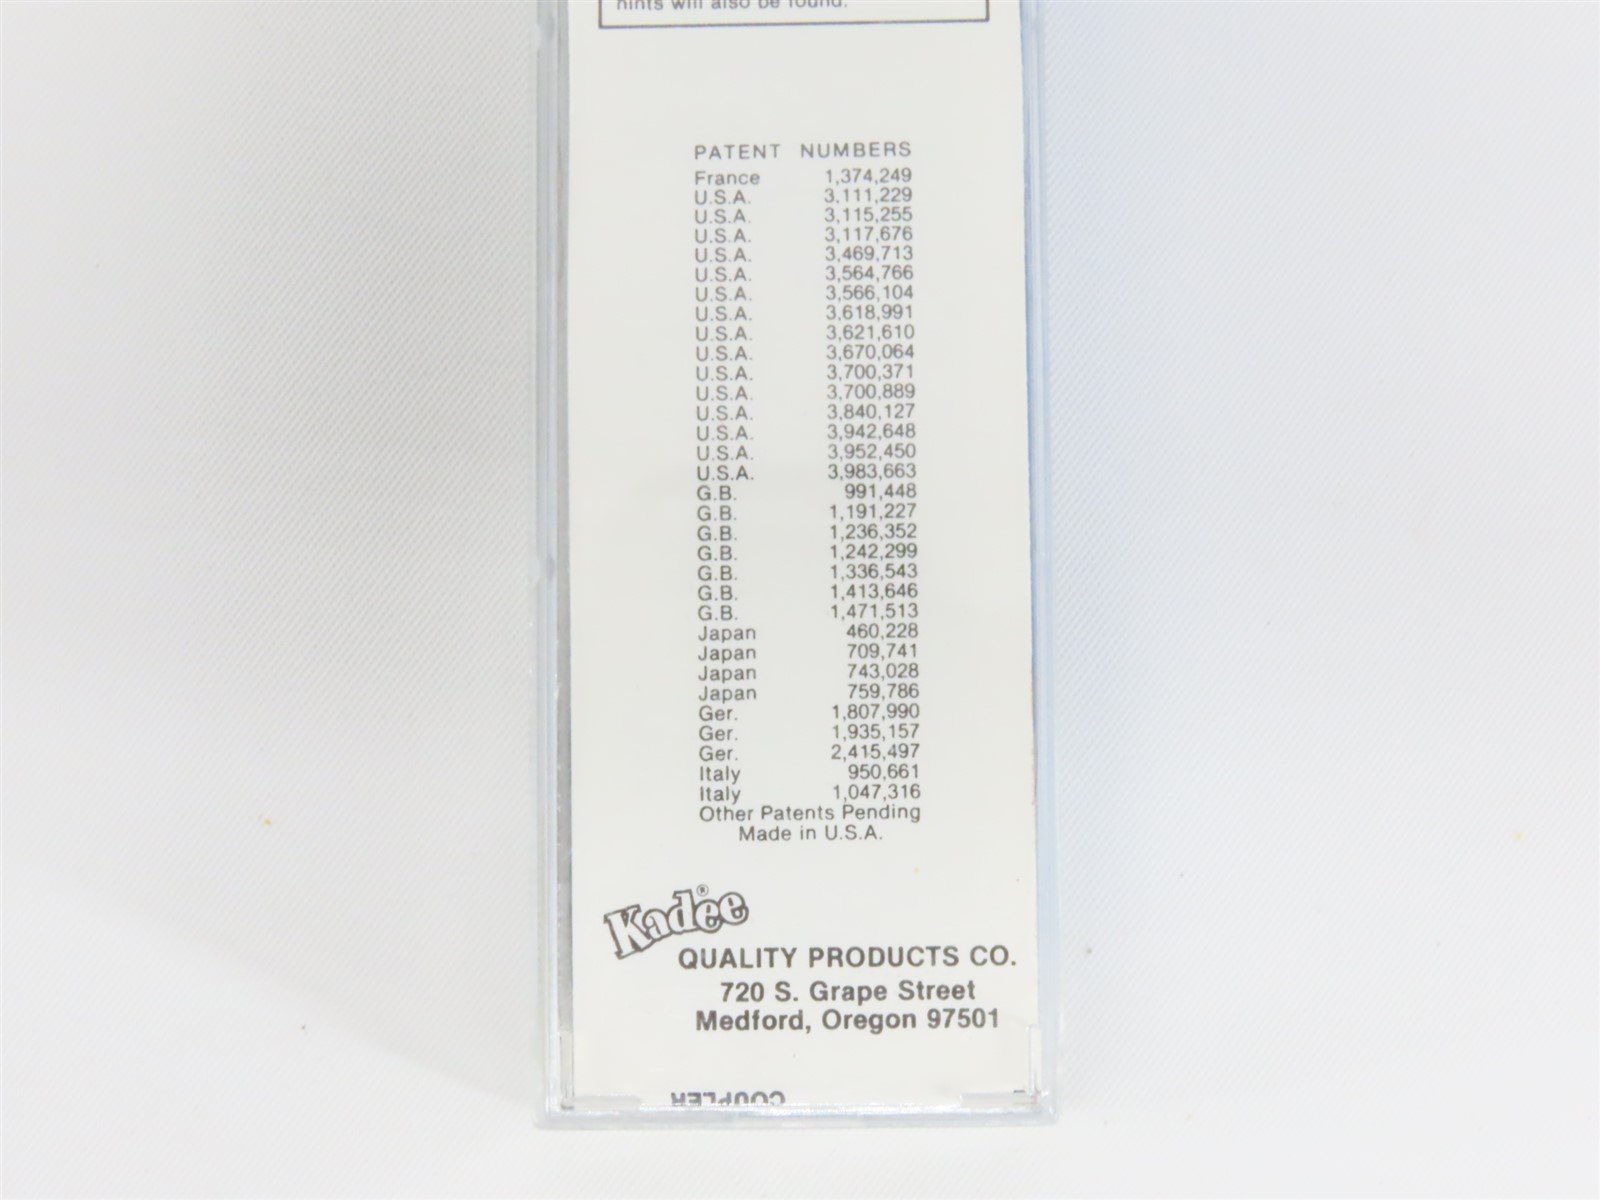 hints will also be found.
PATENT NUMBERS
France 1,374,249
U.S.A. 3,111,229
U.S.A. 3,115,255
U.S.A. 3,117,676
U.S.A. 3,469,713
U.S.A. 3,564,766
U.S.A. 3,566,104
U.S.A. 3,618,991
U.S.A. 3,621,610
U.S.A. 3,670,064
U.S.A. 3,700,371
U.S.A. 3,700,889
U.S.A. 3,840,127
U.S.A. 3,942,648
U.S.A. 3,952,450
U.S.A. 3,983,663
G.B. 991,448
G.B. 1,191,227
G.B. 1,236,352
G.B. 1,242,299
G.B. 1,336,543
G.B. 1,413,646
G.B. 1,471,513
Japan 460,228
Japan 709,741
Japan 743,028
Japan 759,786
Ger. 1,807,990
Ger. 1,935,157
Ger. 2,415,497
Italy 950,661
Italy 1,047,316
Other Patents Pending
Made in U.S.A.
Kadee®
QUALITY PRODUCTS CO.
720 S. Grape Street
Medford, Oregon 97501
COUPLER